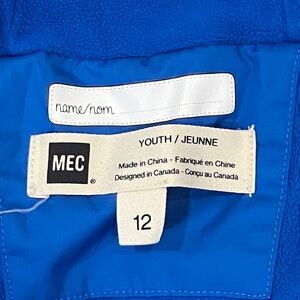 name/nom
YOUTH / JEUNNE
MEC
®
Made in China - Fabriqué en Chine
Designed in Canada - Conçu au Canada
12